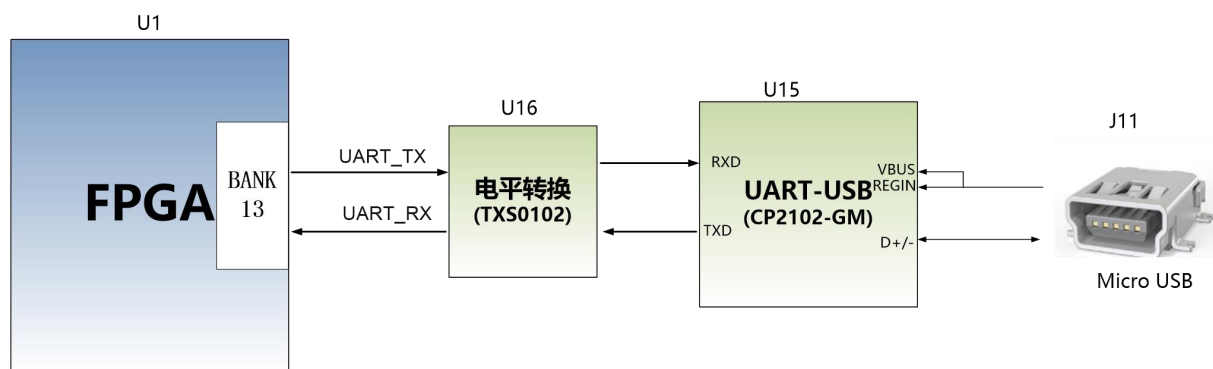 U1
FPGA
BANK
13
UART_TX
UART_RX
U16
电平转换
(TXS0102)
U15
RXD
TXD
UART-USB
(CP2102-GM)
VBUS
REGIN
D+/-
J11
Micro USB